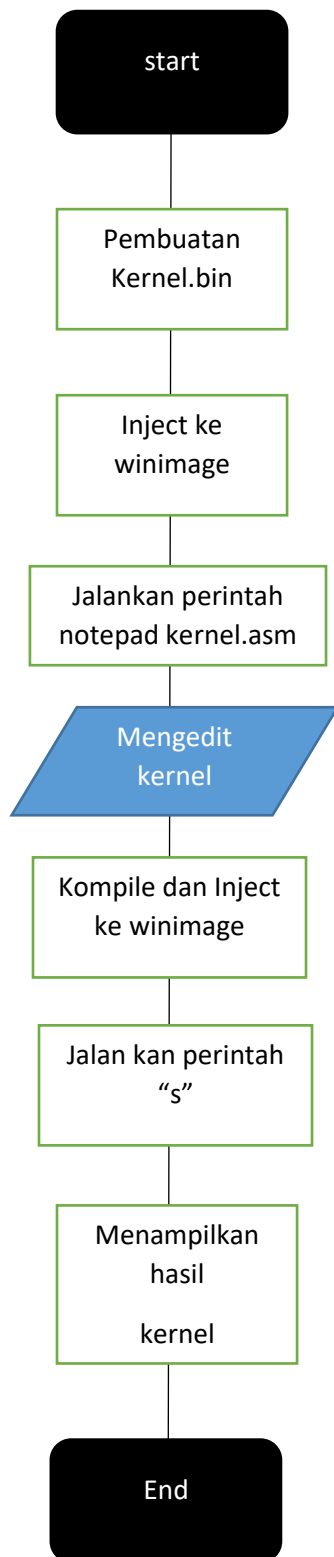 start
Pembuatan
Kernel.bin
Inject ke
winimage
Jalankan perintah
notepad kernel.asm
Mengedit
kernel
Kompile dan Inject
ke winimage
Jalan kan perintah
“s”
Menampilkan
hasil
kernel
End